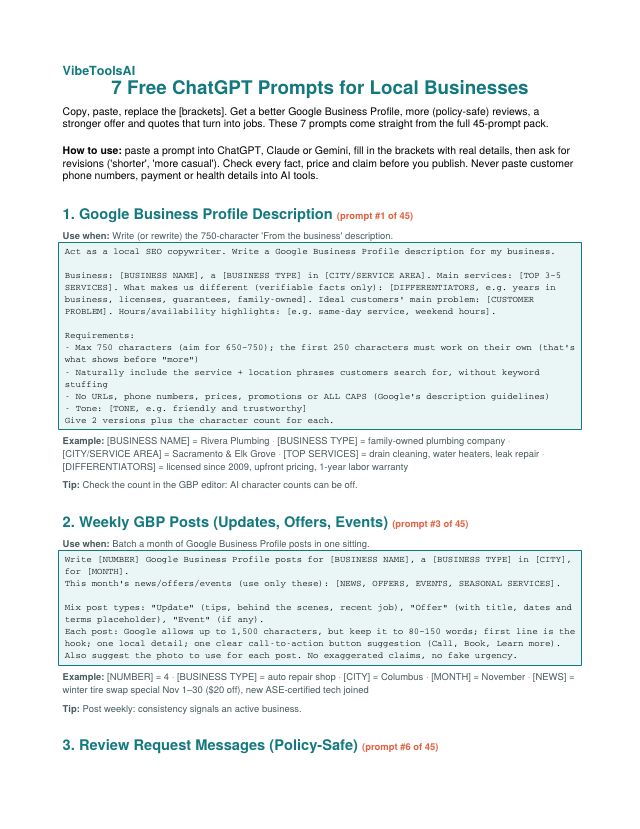 VibeToolsAI
7 Free ChatGPT Prompts for Local Businesses
Copy, paste, replace the [brackets]. Get a better Google Business Profile, more (policy-safe) reviews, a
stronger offer and quotes that turn into jobs. These 7 prompts come straight from the full 45-prompt pack.
How to use: paste a prompt into ChatGPT, Claude or Gemini, fill in the brackets with real details, then ask for
revisions ('shorter', 'more casual'). Check every fact, price and claim before you publish. Never paste customer
phone numbers, payment or health details into AI tools.
1. Google Business Profile Description (prompt #1 of 45)
Use when: Write (or rewrite) the 750-character 'From the business' description.
Act as a local SEO copywriter. Write a Google Business Profile description for my business.
Business: [BUSINESS NAME], a [BUSINESS TYPE] in [CITY/SERVICE AREA]. Main services: [TOP 3-5
SERVICES]. What makes us different (verifiable facts only): [DIFFERENTIATORS, e.g. years in
business, licenses, guarantees, family-owned]. Ideal customers' main problem: [CUSTOMER
PROBLEM]. Hours/availability highlights: [e.g. same-day service, weekend hours].
Requirements:
- Max 750 characters (aim for 650-750); the first 250 characters must work on their own (that's
what shows before "more")
- Naturally include the service + location phrases customers search for, without keyword
stuffing
- No URLs, phone numbers, prices, promotions or ALL CAPS (Google's description guidelines)
- Tone: [TONE, e.g. friendly and trustworthy]
Give 2 versions plus the character count for each.
Example: [BUSINESS NAME] = Rivera Plumbing · [BUSINESS TYPE] = family-owned plumbing company ·
[CITY/SERVICE AREA] = Sacramento & Elk Grove · [TOP SERVICES] = drain cleaning, water heaters, leak repair ·
[DIFFERENTIATORS] = licensed since 2009, upfront pricing, 1-year labor warranty
Tip: Check the count in the GBP editor: AI character counts can be off.
2. Weekly GBP Posts (Updates, Offers, Events) (prompt #3 of 45)
Use when: Batch a month of Google Business Profile posts in one sitting.
Write [NUMBER] Google Business Profile posts for [BUSINESS NAME], a [BUSINESS TYPE] in [CITY],
for [MONTH].
This month's news/offers/events (use only these): [NEWS, OFFERS, EVENTS, SEASONAL SERVICES].
Mix post types: "Update" (tips, behind the scenes, recent job), "Offer" (with title, dates and
terms placeholder), "Event" (if any).
Each post: Google allows up to 1,500 characters, but keep it to 80-150 words; first line is the
hook; one local detail; one clear call-to-action button suggestion (Call, Book, Learn more).
Also suggest the photo to use for each post. No exaggerated claims, no fake urgency.
Example: [NUMBER] = 4 · [BUSINESS TYPE] = auto repair shop · [CITY] = Columbus · [MONTH] = November · [NEWS] =
winter tire swap special Nov 1–30 ($20 off), new ASE-certified tech joined
Tip: Post weekly: consistency signals an active business.
3. Review Request Messages (Policy-Safe) (prompt #6 of 45)